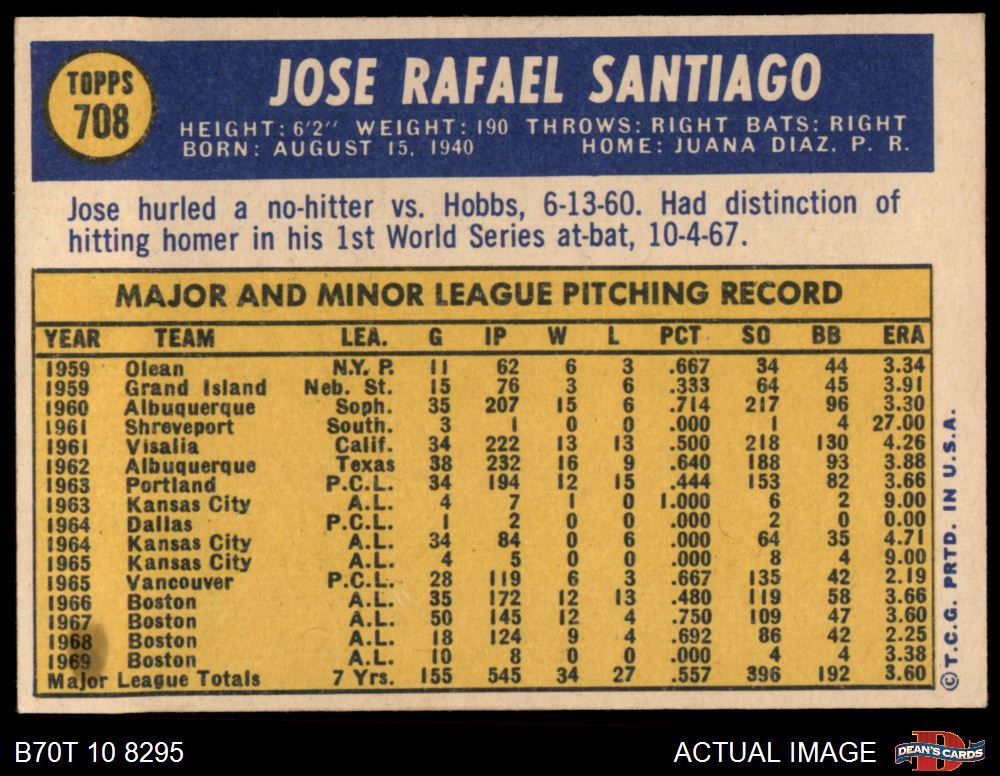 TOPPS
708
JOSE RAFAEL SANTIAGO
HEIGHT: 6'2" WEIGHT: 190 THROWS: RIGHT BATS: RIGHT
BORN: AUGUST 15, 1940 HOME: JUANA DIAZ, P. R.
Jose hurled a no-hitter vs. Hobbs, 6-13-60. Had distinction of
hitting homer in his 1st World Series at-bat, 10-4-67.
MAJOR AND MINOR LEAGUE PITCHING RECORD
YEAR TEAM LEA. G IP W L PCT SO BB ERA
1959 Olean N.Y. P. 11 62 6 3 .667 34 44 3.34
1959 Grand Island Neb. St. 15 76 3 6 .333 64 45 3.91
1960 Albuquerque Soph. 35 207 15 6 .714 217 96 3.30
1961 Shreveport South. 3 1 0 0 .000 1 4 27.00
1961 Visalia Calif. 34 222 13 13 .500 218 130 4.26
1962 Albuquerque Texas 38 232 16 9 .640 188 93 3.88
1963 Portland P.C.L. 34 194 12 15 .444 153 82 3.66
1963 Kansas City A.L. 4 7 1 0 1.000 6 2 9.00
1964 Dallas P.C.L. 1 2 0 0 .000 2 0 0.00
1964 Kansas City A.L. 34 84 0 6 .000 64 35 4.71
1965 Kansas City A.L. 4 5 0 0 .000 8 4 9.00
1965 Vancouver P.C.L. 28 119 6 3 .667 135 42 2.19
1966 Boston A.L. 35 172 12 13 .480 119 58 3.66
1967 Boston A.L. 50 145 12 4 .750 109 47 3.60
1968 Boston A.L. 18 124 9 4 .692 86 42 2.25
1969 Boston A.L. 10 8 0 0 .000 4 4 3.38
Major League Totals 7 Yrs. 155 545 34 27 .557 396 192 3.60
©T.C.G. PRTD. IN U.S.A.
B70T 10 8295 ACTUAL IMAGE
D
DEAN'S CARDS